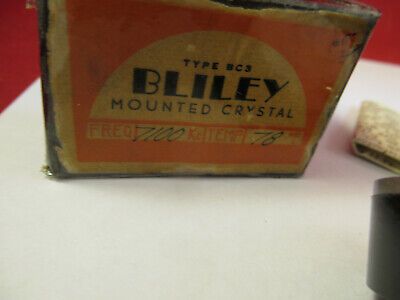 TYPE BC3
BLILEY
MOUNTED CRYSTAL
FREQ. 7100 Kc TEMP. 78